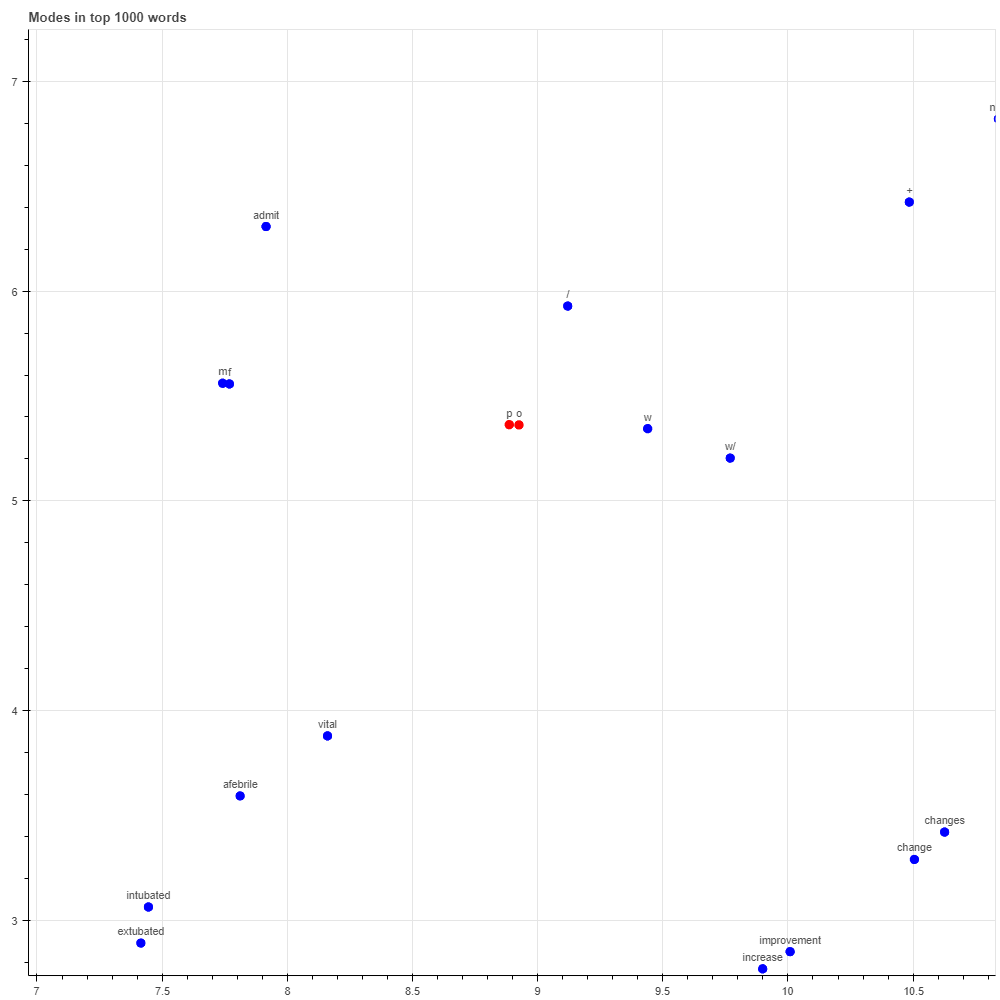 Modes in top 1000 words
7
n
+
admit
6
/
m f
p o
w
w/
5
4
vital
afebrile
changes
change
intubated
3
extubated
improvement
increase
7 7.5 8 8.5 9 9.5 10 10.5